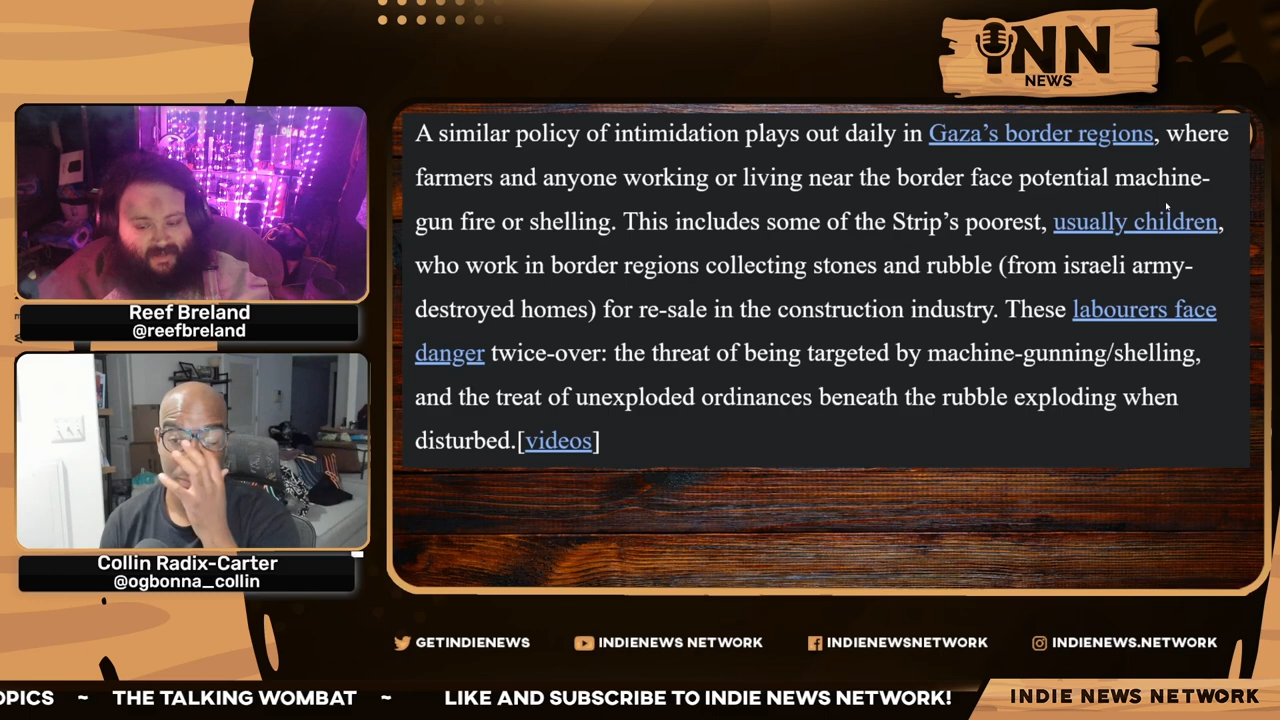 iNN
NEWS
A similar policy of intimidation plays out daily in Gaza's border regions, where
farmers and anyone working or living near the border face potential machine-
gun fire or shelling. This includes some of the Strip's poorest, usually children,
who work in border regions collecting stones and rubble (from israeli army-
destroyed homes) for re-sale in the construction industry. These labourers face
danger twice-over: the threat of being targeted by machine-gunning/shelling,
and the treat of unexploded ordinances beneath the rubble exploding when
disturbed.[videos]
Reef Breland
@reefbreland
Collin Radix-Carter
@ogbonna_collin
GETINDIENEWS
INDIENEWS NETWORK
INDIENEWSNETWORK
INDIENEWS.NETWORK
OPICS ~ THE TALKING WOMBAT ~ LIKE AND SUBSCRIBE TO INDIE NEWS NETWORK!
INDIE NEWS NETWORK